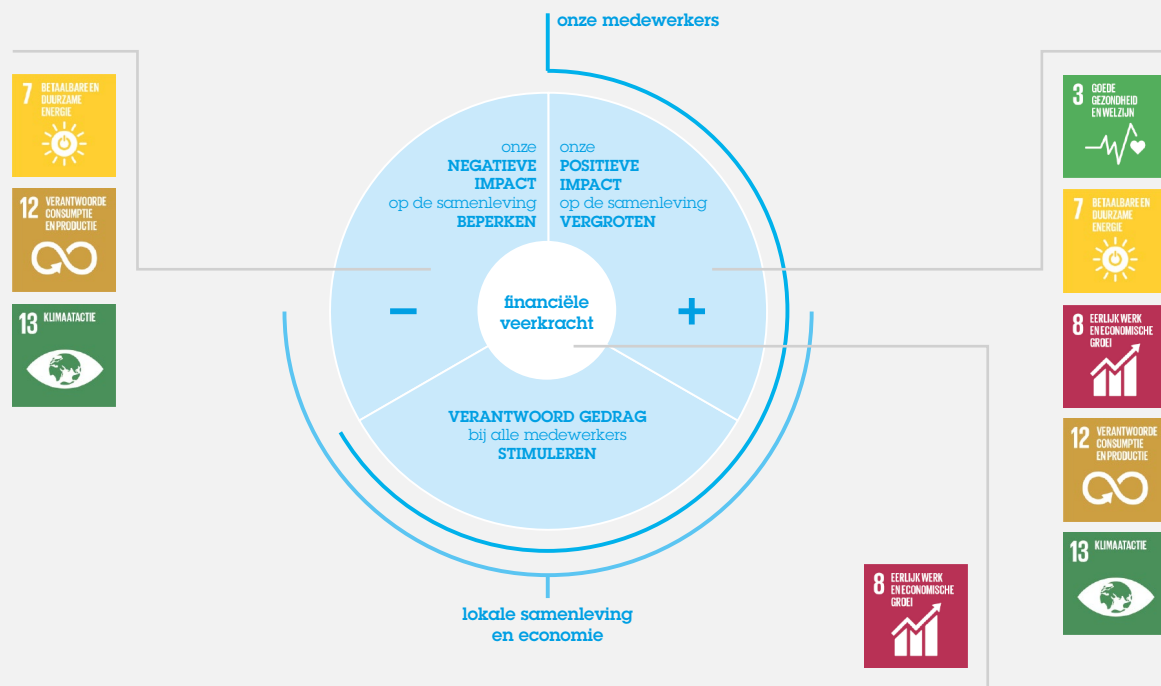 onze medewerkers
7 BETAALBARE EN
DUURZAME
ENERGIE
12 VERANTWOORDE
CONSUMPTIE
EN PRODUCTIE
13 KLIMAATACTIE
onze
NEGATIEVE
IMPACT
op de samenleving
BEPERKEN
onze
POSITIEVE
IMPACT
op de samenleving
VERGROTEN
–
financiële
veerkracht
+
VERANTWOORD GEDRAG
bij alle medewerkers
STIMULEREN
lokale samenleving
en economie
3 GOEDE
GEZONDHEID
EN WELZIJN
7 BETAALBARE EN
DUURZAME
ENERGIE
8 EERLIJK WERK
EN ECONOMISCHE
GROEI
12 VERANTWOORDE
CONSUMPTIE
EN PRODUCTIE
13 KLIMAATACTIE
8 EERLIJK WERK
EN ECONOMISCHE
GROEI